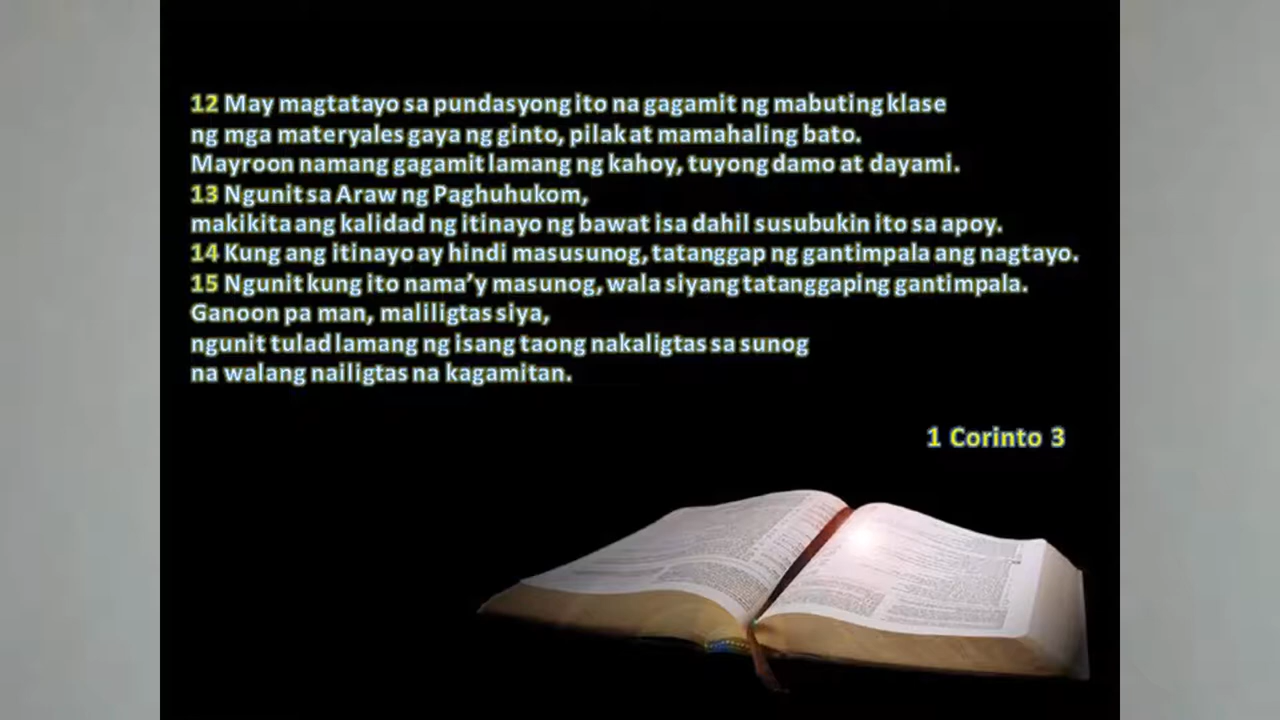 12 May magtatayo sa pundasyong ito na gagamit ng mabuting klase
ng mga materyales gaya ng ginto, pilak at mamahaling bato.
Mayroon namang gagamit lamang ng kahoy, tuyong damo at dayami.
13 Ngunit sa Araw ng Paghuhukom,
makikita ang kalidad ng itinayo ng bawat isa dahil susubukin ito sa apoy.
14 Kung ang itinayo ay hindi masusunog, tatanggap ng gantimpala ang nagtayo.
15 Ngunit kung ito nama’y masunog, wala siyang tatanggaping gantimpala.
Ganoon pa man, maliligtas siya,
ngunit tulad lamang ng isang taong nakaligtas sa sunog
na walang nailigtas na kagamitan.
1 Corinto 3